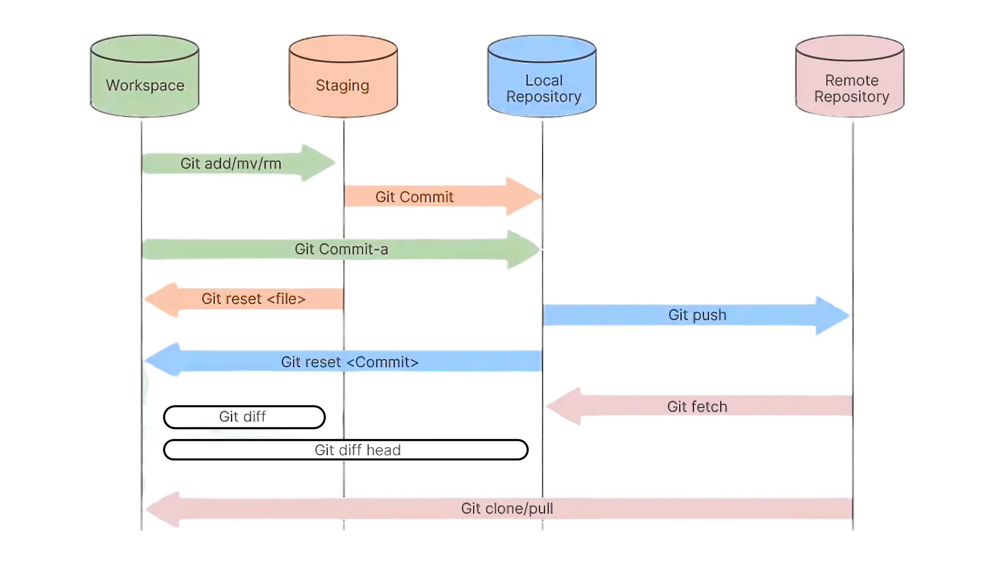 Workspace
Staging
Local
Repository
Remote
Repository
Git add/mv/rm
Git Commit
Git Commit-a
Git reset <file>
Git push
Git reset <Commit>
Git fetch
Git diff
Git diff head
Git clone/pull